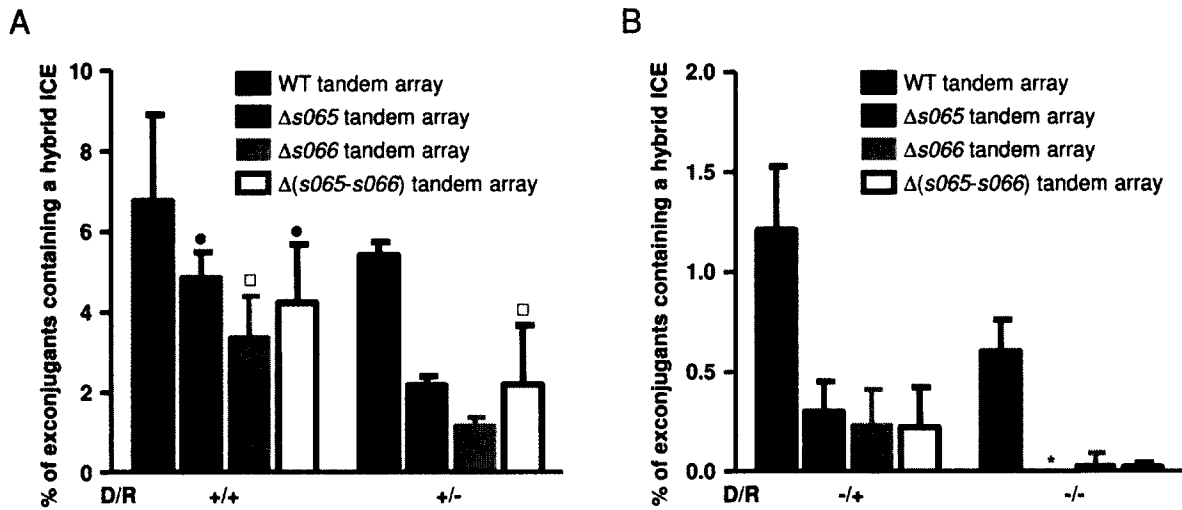 A
% of exconjugants containing a hybrid ICE
10
8
6
4
2
0
WT tandem array
Δs065 tandem array
Δs066 tandem array
Δ(s065-s066) tandem array
D/R +/+ +/-
B
% of exconjugants containing a hybrid ICE
2.0
1.5
1.0
0.5
0.0
WT tandem array
Δs065 tandem array
Δs066 tandem array
Δ(s065-s066) tandem array
*
D/R -/+ -/-